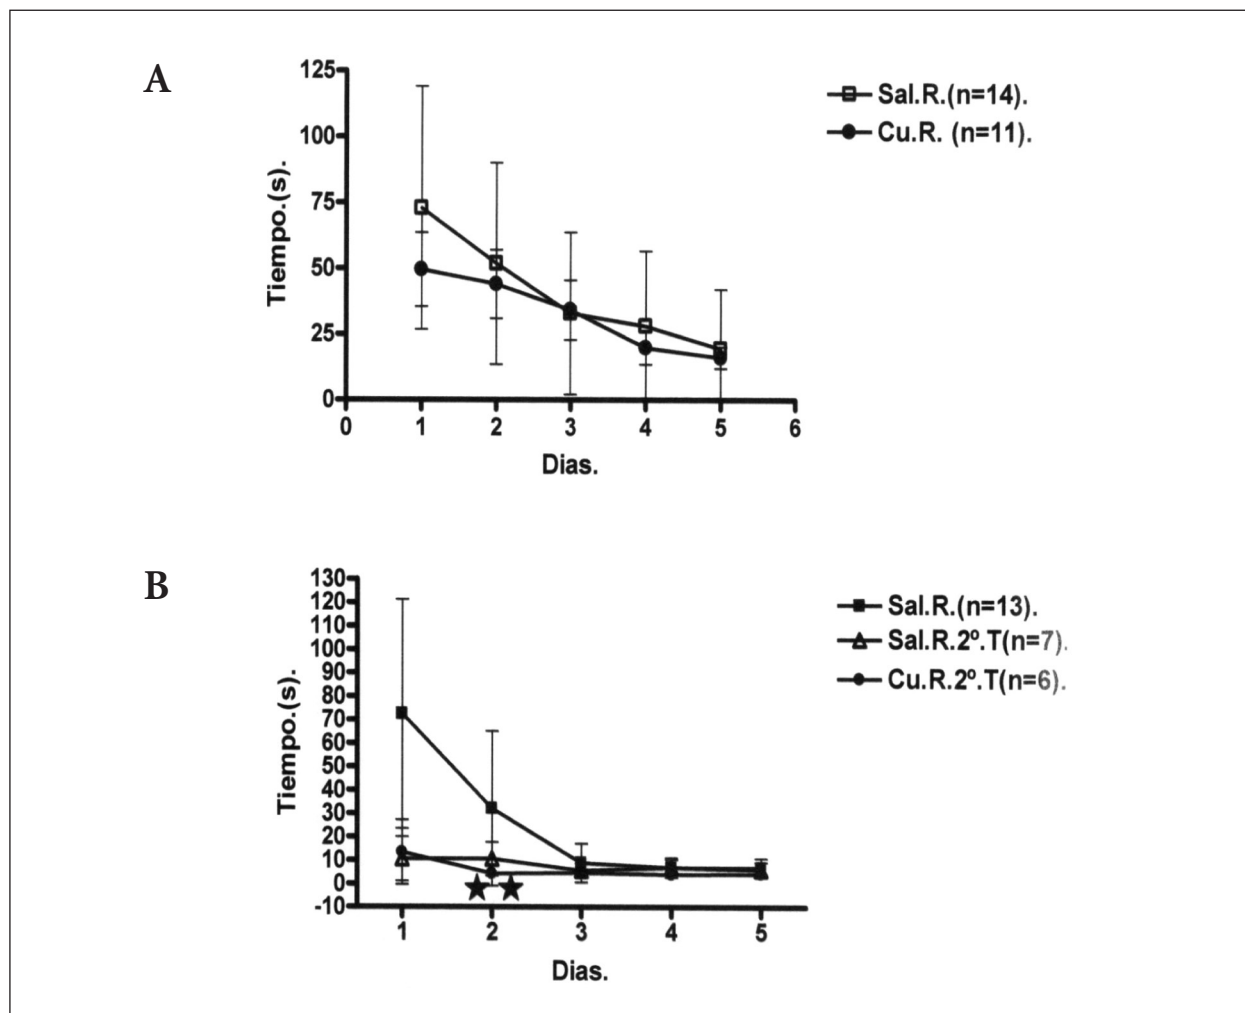 A
125
100
75
50
25
0
Tiempo.(s).
0 1 2 3 4 5 6
Dias.
Sal.R.(n=14).
Cu.R. (n=11).
B
130
120
110
100
90
80
70
60
50
40
30
20
10
0
-10
Tiempo.(s).
1 2 3 4 5
Dias.
Sal.R.(n=13).
Sal.R.2º.T(n=7).
Cu.R.2º.T(n=6).